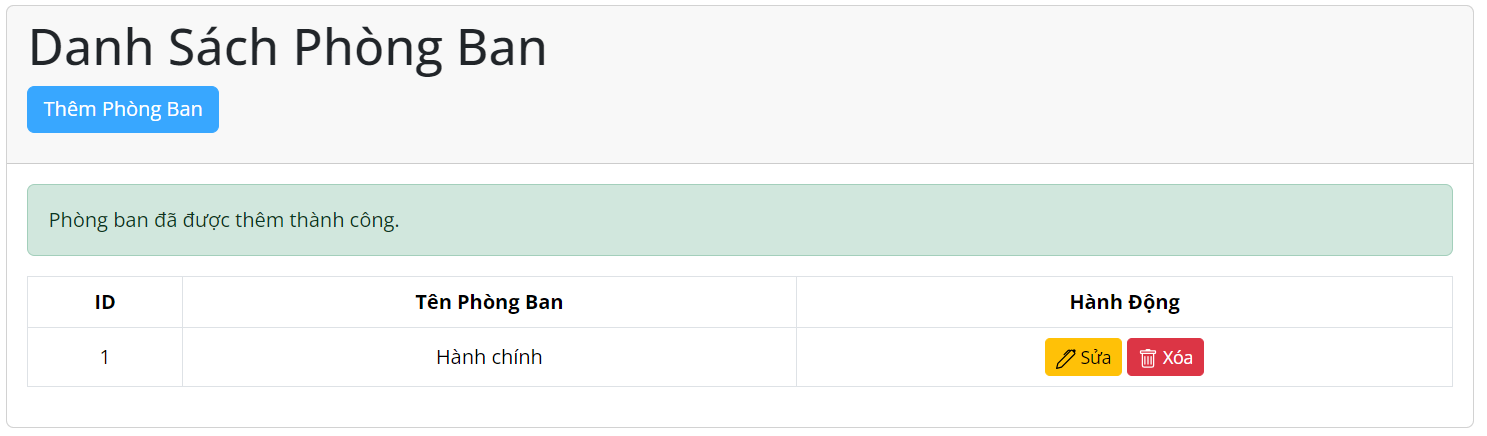 Danh Sách Phòng Ban
Thêm Phòng Ban
Phòng ban đã được thêm thành công.
ID Tên Phòng Ban Hành Động
1 Hành chính Sửa Xóa